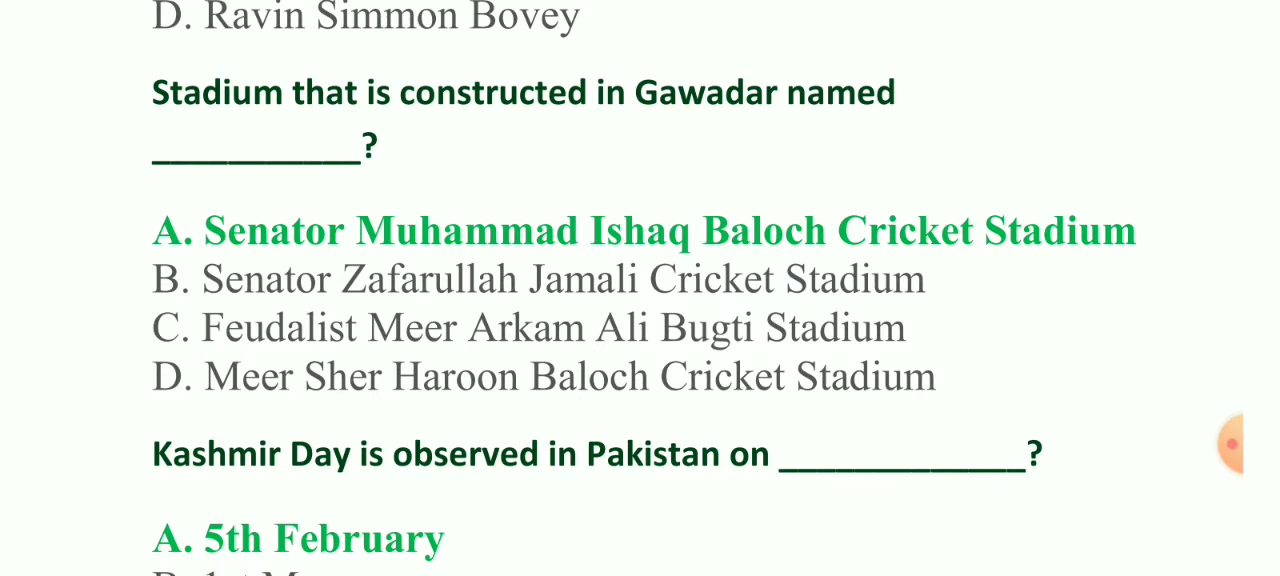 D. Ravin Simmon Bovey
Stadium that is constructed in Gawadar named
___________?
A. Senator Muhammad Ishaq Baloch Cricket Stadium
B. Senator Zafarullah Jamali Cricket Stadium
C. Feudalist Meer Arkam Ali Bugti Stadium
D. Meer Sher Haroon Baloch Cricket Stadium
Kashmir Day is observed in Pakistan on _____________?
A. 5th February